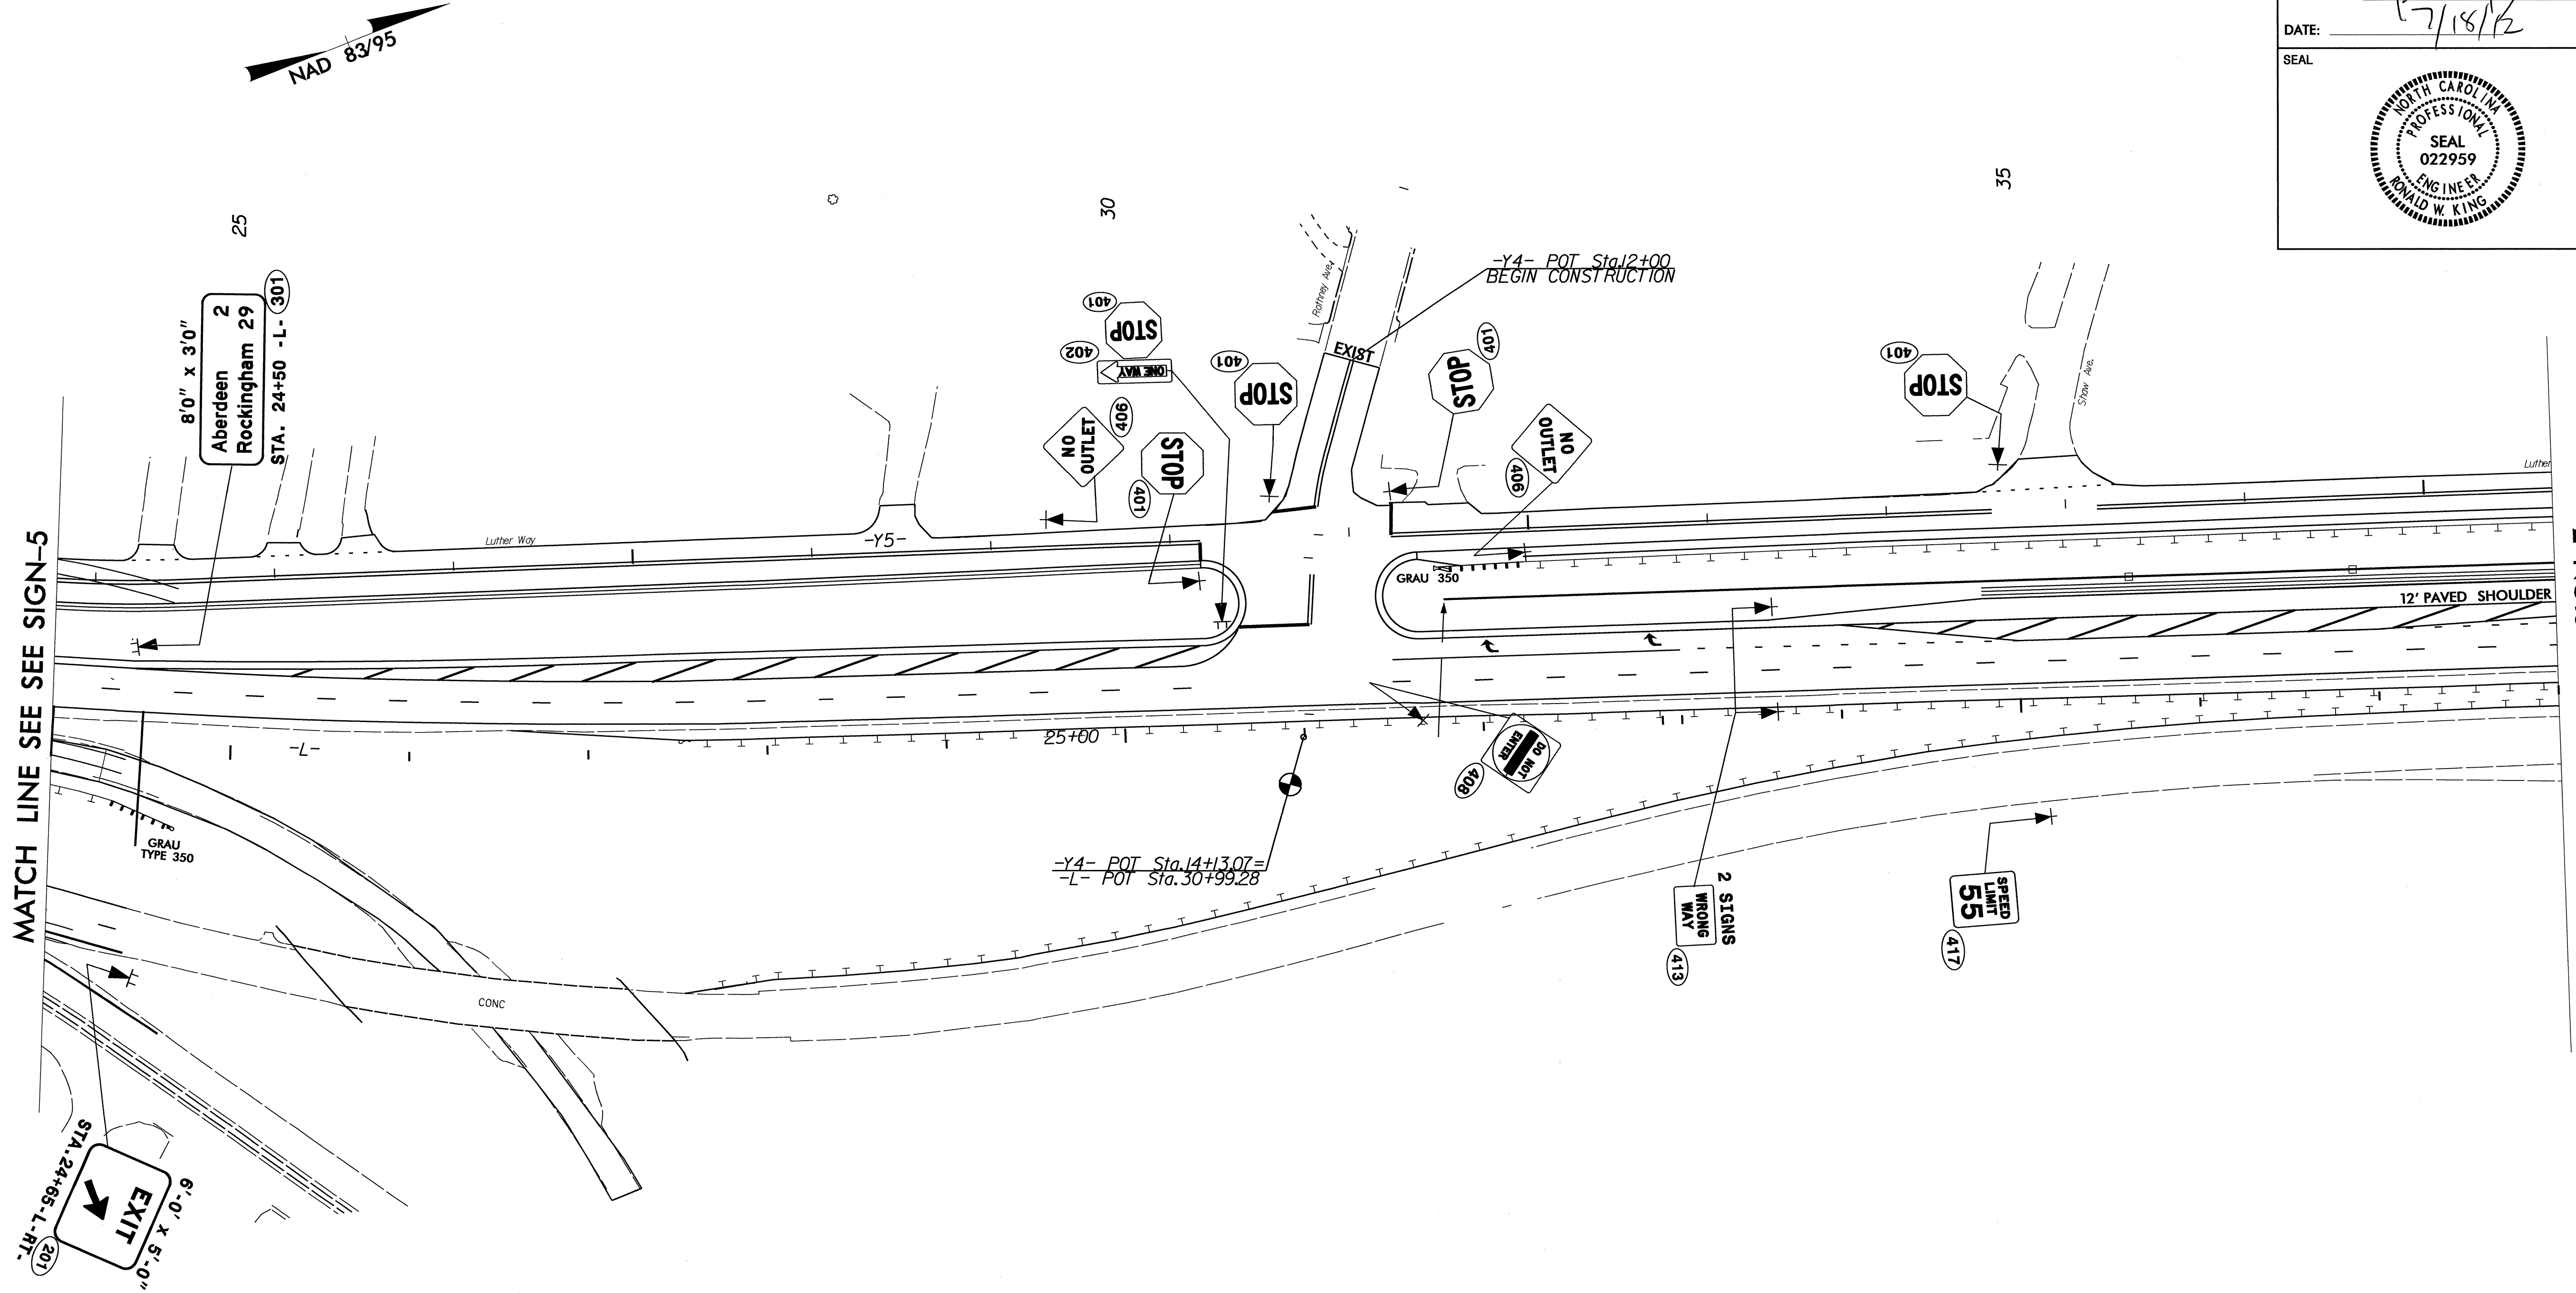 NAD 83/95
DATE: 7/18/12
SEAL
NORTH CAROLINA
PROFESSIONAL
SEAL
022959
ENGINEER
RONALD W. KING
25
30
35
8'0" x 3'0"
Aberdeen 2
Rockingham 29
STA. 24+50 -L-
301
401
STOP
402
ONE WAY
406
NO
OUTLET
STOP
401
401
STOP
Rothney Ave.
EXIST
-Y4- POT Sta.12+00
BEGIN CONSTRUCTION
STOP
401
NO
OUTLET
406
401
STOP
Shaw Ave.
Luther
Luther Way
-Y5-
GRAU 350
12' PAVED SHOULDER
MATCH LINE SEE SEE SIGN-5
-L-
25+00
GRAU
TYPE 350
DO NOT
ENTER
408
-Y4- POT Sta.14+13.07=
-L- POT Sta.30+99.28
2 SIGNS
WRONG
WAY
413
SPEED
LIMIT
55
417
CONC
STA.24+65-L-RT-
201
EXIT
6'-0' x 5'-0"